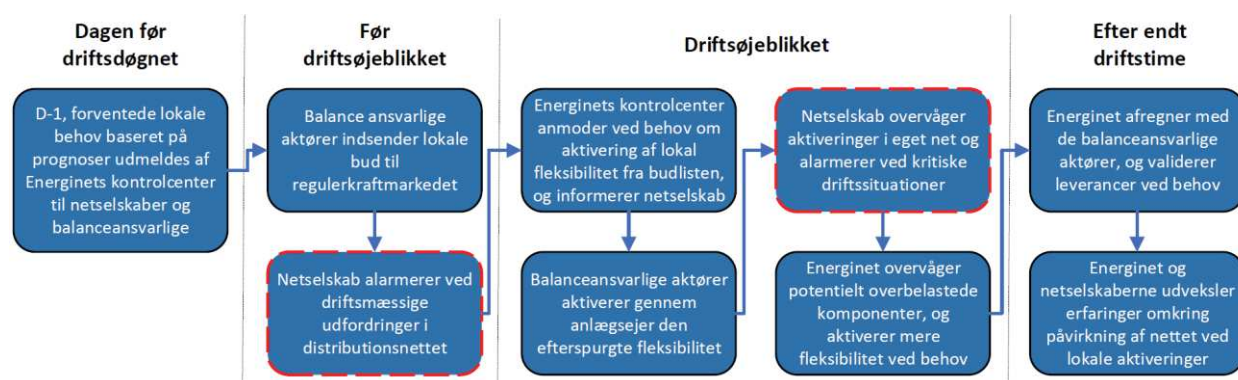 Dagen før
driftsdøgnet
D-1, forventede lokale
behov baseret på
prognoser udmeldes af
Energinets kontrolcenter
til netselskaber og
balanceansvarlige
Før
driftsøjeblikket
Balance ansvarlige
aktører indsender lokale
bud til
regulerkraftmarkedet
Netselskab alarmerer ved
driftsmæssige
udfordringer i
distributionsnettet
Driftsøjeblikket
Energinets kontrolcenter
anmoder ved behov om
aktivering af lokal
fleksibilitet fra budlisten,
og informerer netselskab
Balanceansvarlige aktører
aktiverer gennem
anlægsejer den
efterspurgte fleksibilitet
Netselskab overvåger
aktiveringer i eget net og
alarmerer ved kritiske
driftssituationer
Energinet overvåger
potentielt overbelastede
komponenter, og
aktiverer mere
fleksibilitet ved behov
Efter endt
driftstime
Energinet afregner med
de balanceansvarlige
aktører, og validerer
leverancer ved behov
Energinet og
netselskaberne udveksler
erfaringer omkring
påvirkning af nettet ved
lokale aktiveringer